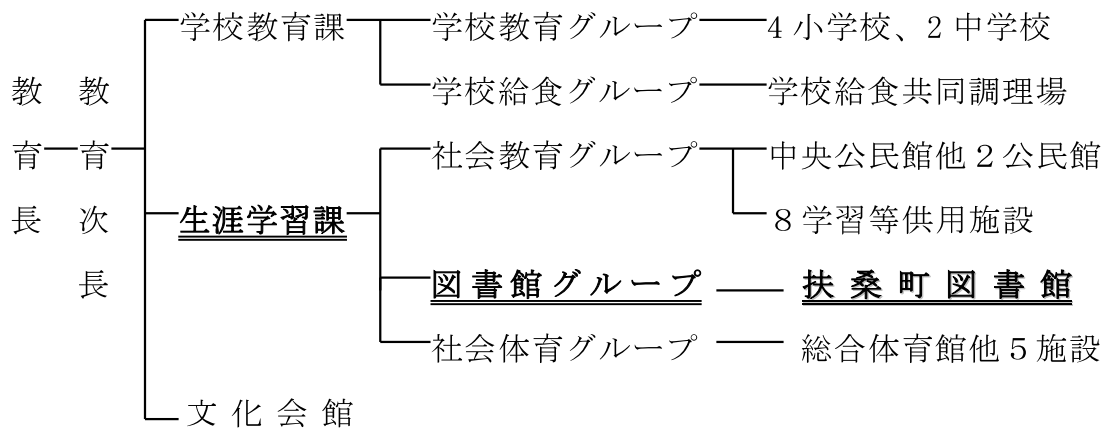 教育長
教育次長
学校教育課
学校教育グループ
4小学校、2中学校
学校給食グループ
学校給食共同調理場
生涯学習課
社会教育グループ
中央公民館他2公民館
8学習等供用施設
図書館グループ
扶桑町図書館
社会体育グループ
総合体育館他5施設
文化会館